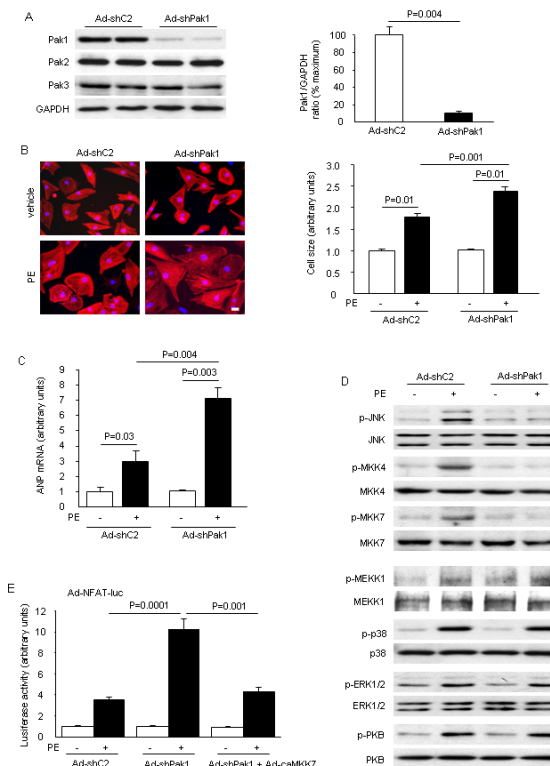 A
Ad-shC2 Ad-shPak1
Pak1
Pak2
Pak3
GAPDH
P=0.004
Pak1/GAPDH
ratio (% maximum)
100
80
60
40
20
0
Ad-shC2 Ad-shPak1
B
Ad-shC2 Ad-shPak1
vehicle
PE
P=0.001
P=0.01
P=0.01
Cell size (arbitrary units)
3.0
2.5
2.0
1.5
1.0
0.5
0
PE - + - +
Ad-shC2 Ad-shPak1
C
P=0.004
P=0.003
P=0.03
ANP mRNA (arbitrary units)
9
8
7
6
5
4
3
2
1
0
PE - + - +
Ad-shC2 Ad-shPak1
D
Ad-shC2 Ad-shPak1
PE - + - +
p-JNK
JNK
p-MKK4
MKK4
p-MKK7
MKK7
p-MEKK1
MEKK1
p-p38
p38
p-ERK1/2
ERK1/2
p-PKB
PKB
E
Ad-NFAT-luc
P=0.0001 P=0.001
Lusiferase activity (arbitrary units)
12
10
8
6
4
2
0
PE - + - + - +
Ad-shC2 Ad-shPak1 Ad-shPak1 + Ad-caMKK7